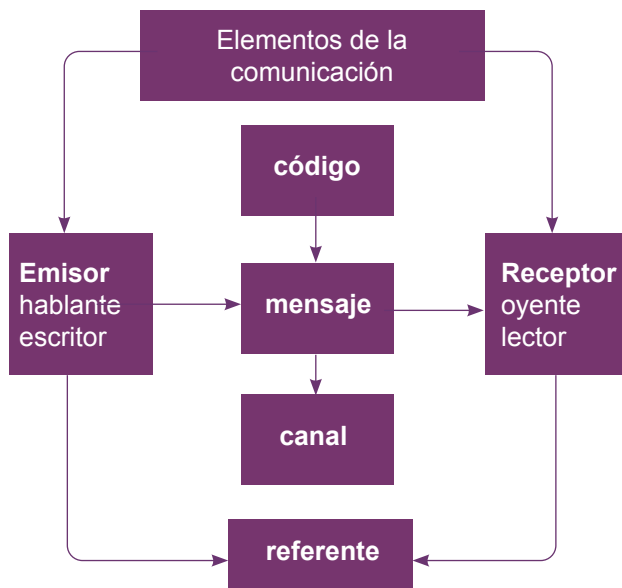 Elementos de la
comunicación
código
Emisor
hablante
escritor
mensaje
Receptor
oyente
lector
canal
referente